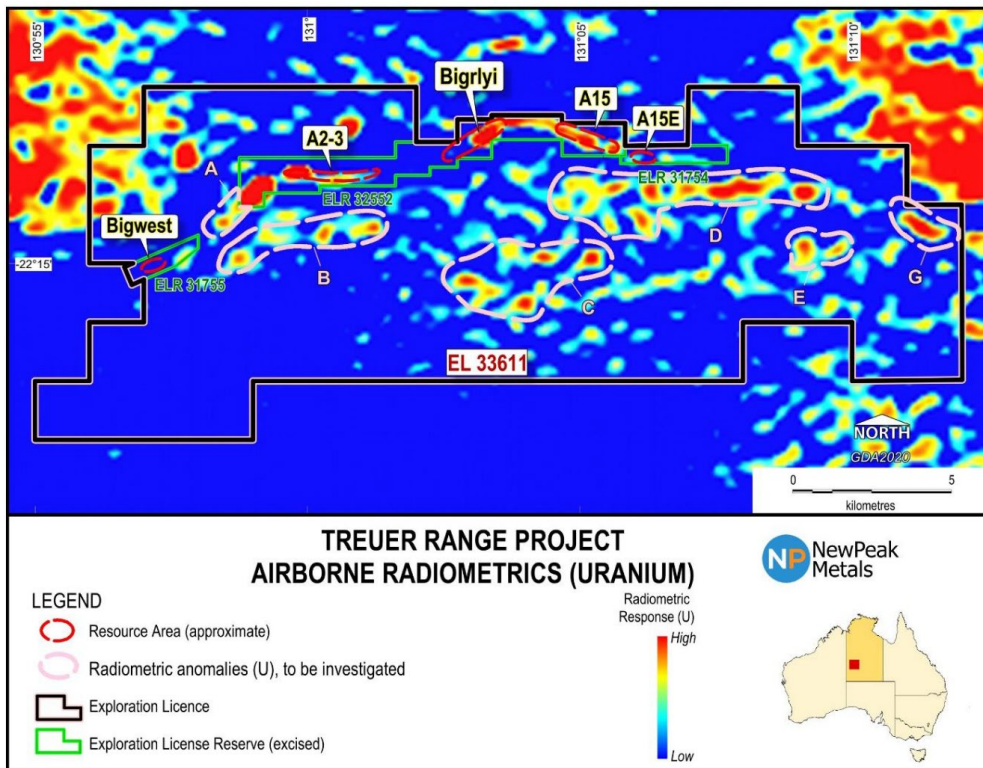 130°55'
131°
131°05'
131°10'
Bigrlyi
A15
A15E
A2-3
ELR 31754
A
ELR 32552
Bigwest
D
-22°15'
B
ELR 31755
E
G
C
EL 33611
NORTH
GDA2020
0 5
kilometres
TREUER RANGE PROJECT
AIRBORNE RADIOMETRICS (URANIUM)
NP NewPeak
Metals
LEGEND
Resource Area (approximate)
Radiometric anomalies (U), to be investigated
Exploration Licence
Exploration License Reserve (excised)
Radiometric
Response (U)
High
Low